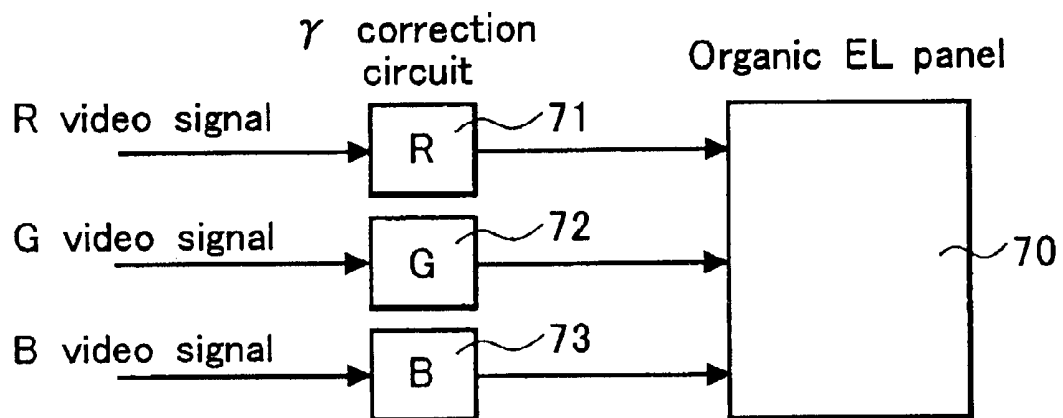 γ correction
circuit
Organic EL panel
R video signal
R
71
G video signal
G
72
70
B video signal
B
73